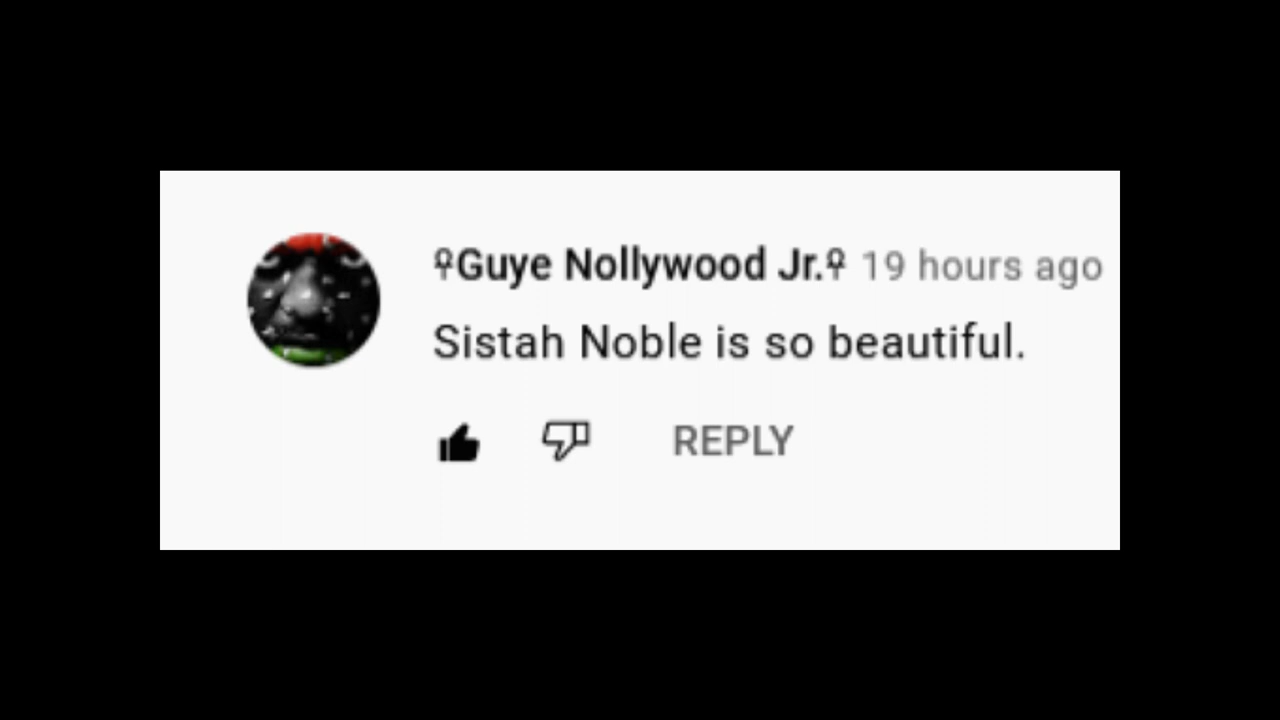 ⚲Guye Nollywood Jr.⚲ 19 hours ago
Sistah Noble is so beautiful.
REPLY